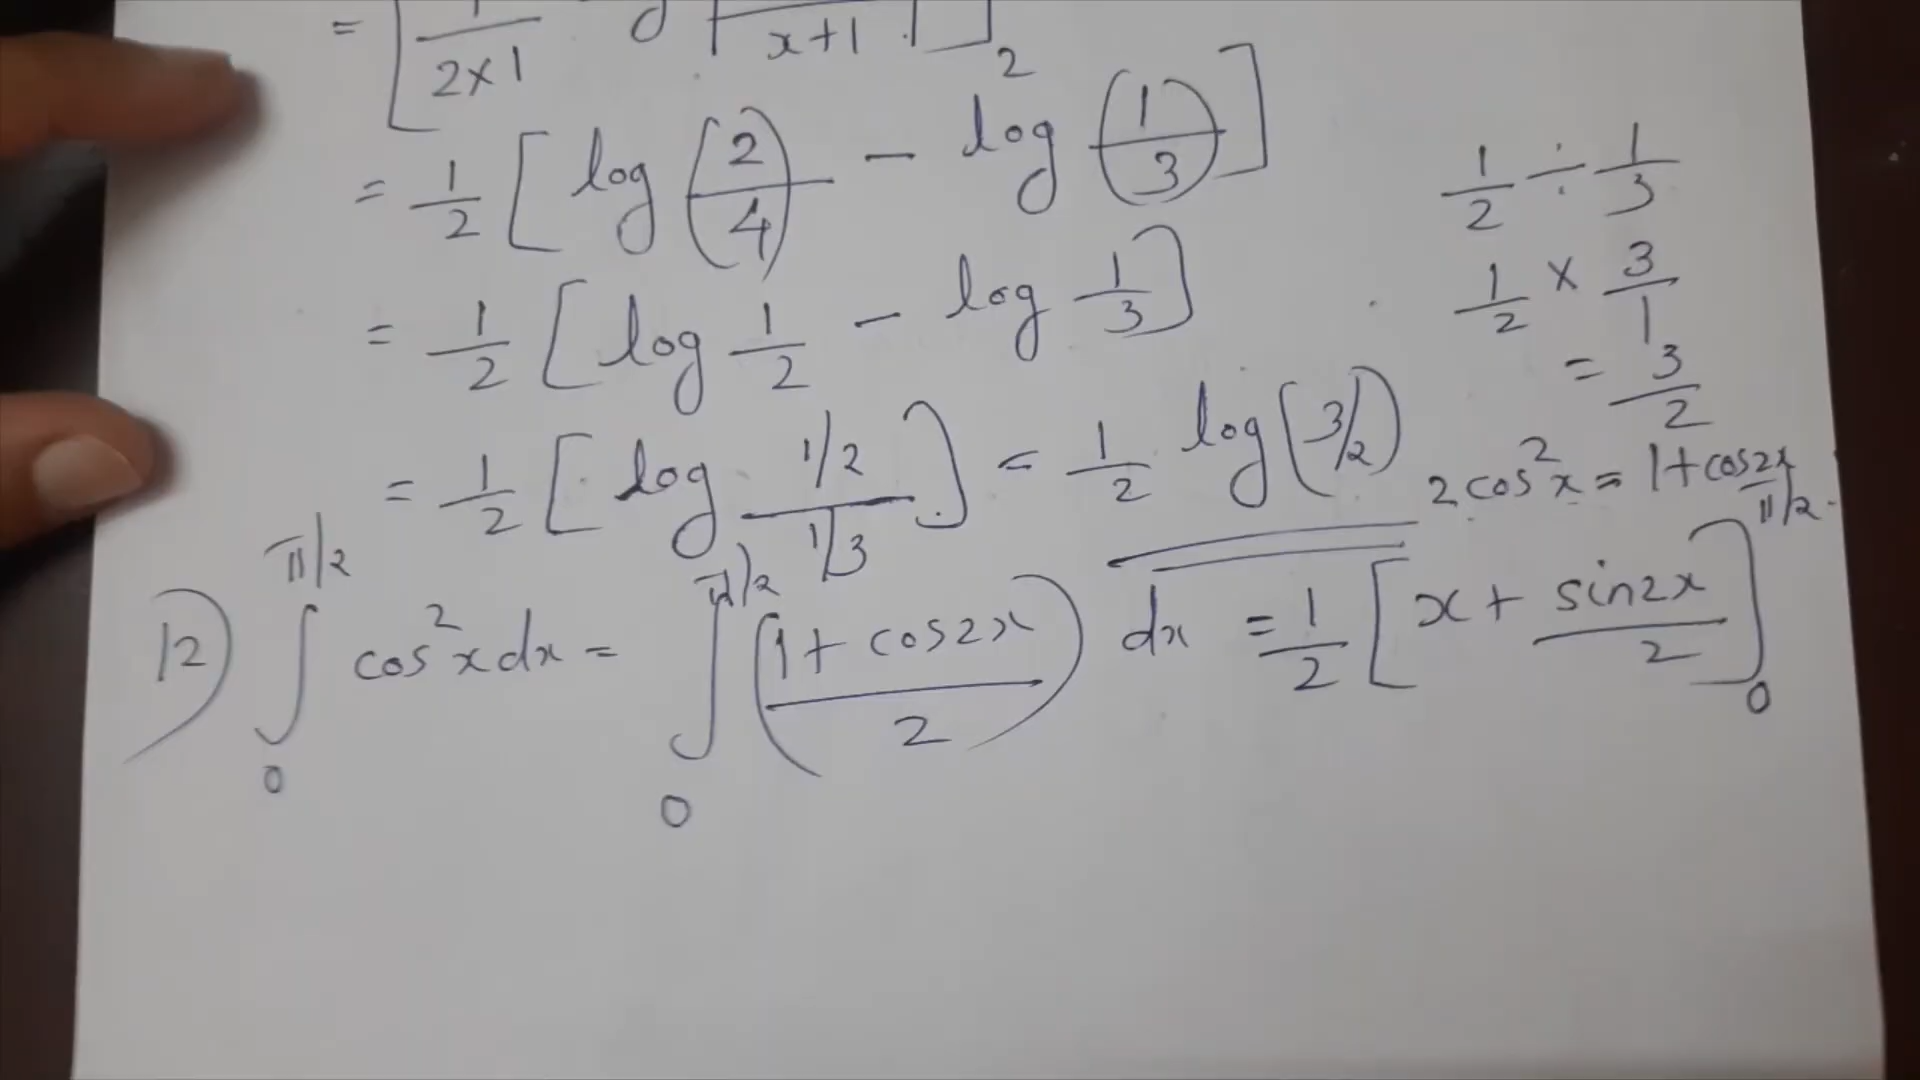 = [ 1/(2×1) | /(x+1) | ]₂
= 1/2 [ log (2/4) − log (1/3) ]
1/2 ÷ 1/3
= 1/2 [ log 1/2 − log 1/3 ]
1/2 × 3/1
= 3/2
= 1/2 [ log (1/2)/(1/3) ] = 1/2 log (3/2)
2cos²x = 1+cos2x
12) ∫₀^{π/2} cos²x dx = ∫₀^{π/2} ((1+cos2x)/2) dx = 1/2 [ x + sin2x/2 ]₀^{π/2}